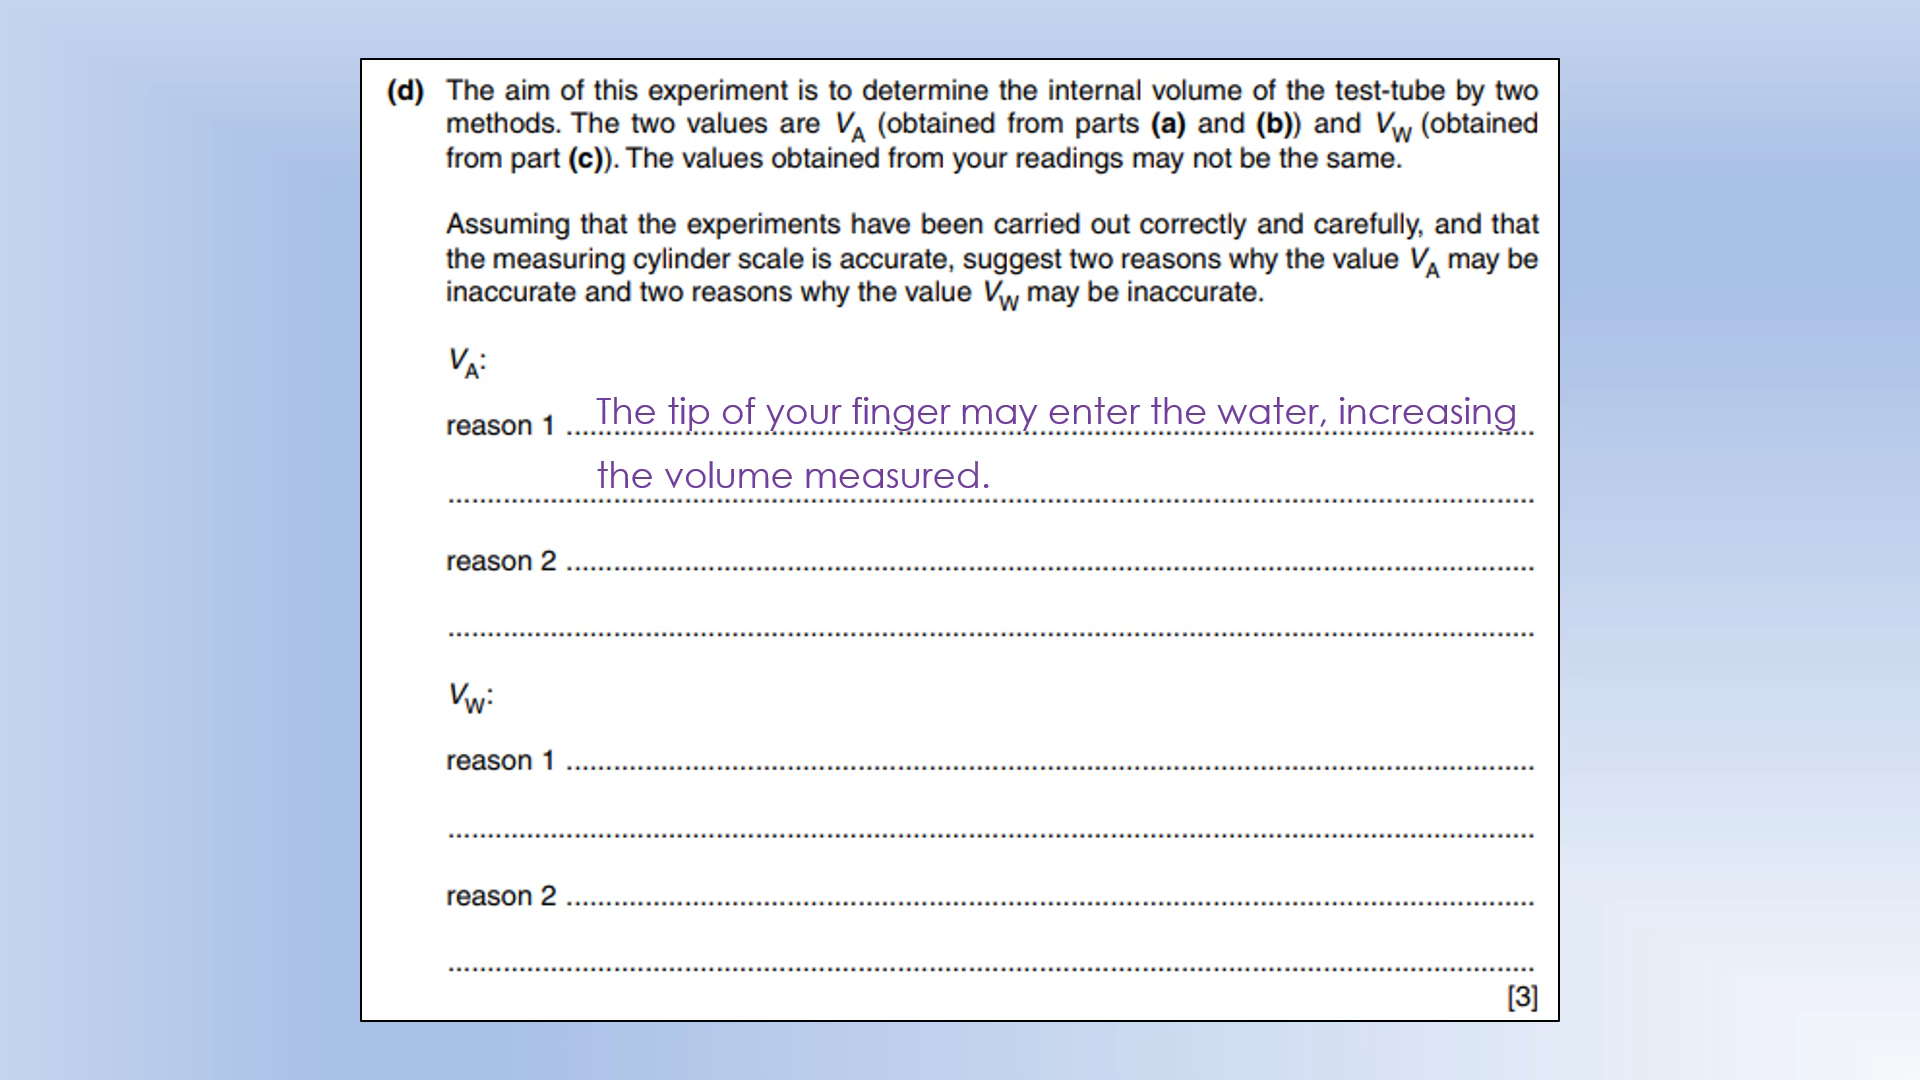 (d) The aim of this experiment is to determine the internal volume of the test-tube by two
methods. The two values are VA (obtained from parts (a) and (b)) and VW (obtained
from part (c)). The values obtained from your readings may not be the same.
Assuming that the experiments have been carried out correctly and carefully, and that
the measuring cylinder scale is accurate, suggest two reasons why the value VA may be
inaccurate and two reasons why the value VW may be inaccurate.
VA:
reason 1 The tip of your finger may enter the water, increasing
the volume measured.
reason 2
VW:
reason 1
reason 2
[3]